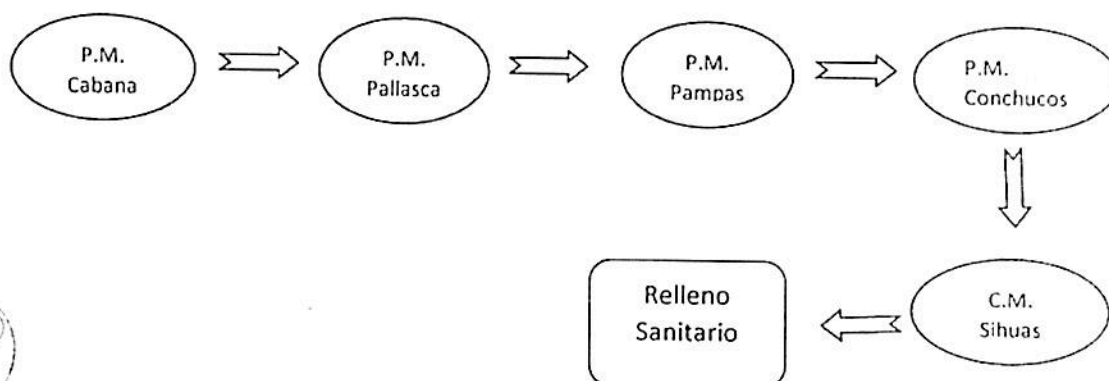 P.M.
Cabana
P.M.
Pallasca
P.M.
Pampas
P.M.
Conchucos
C.M.
Sihuas
Relleno
Sanitario